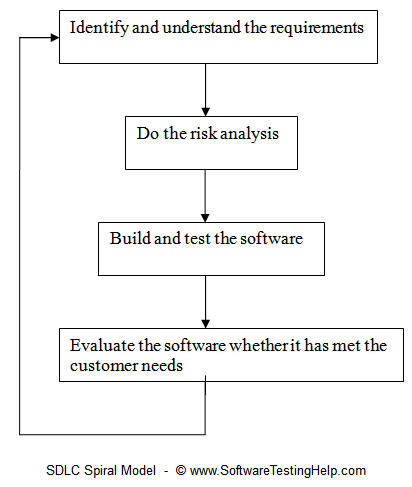 Identify and understand the requirements
Do the risk analysis
Build and test the software
Evaluate the software whether it has met the
customer needs
SDLC Spiral Model - © www.SoftwareTestingHelp.com